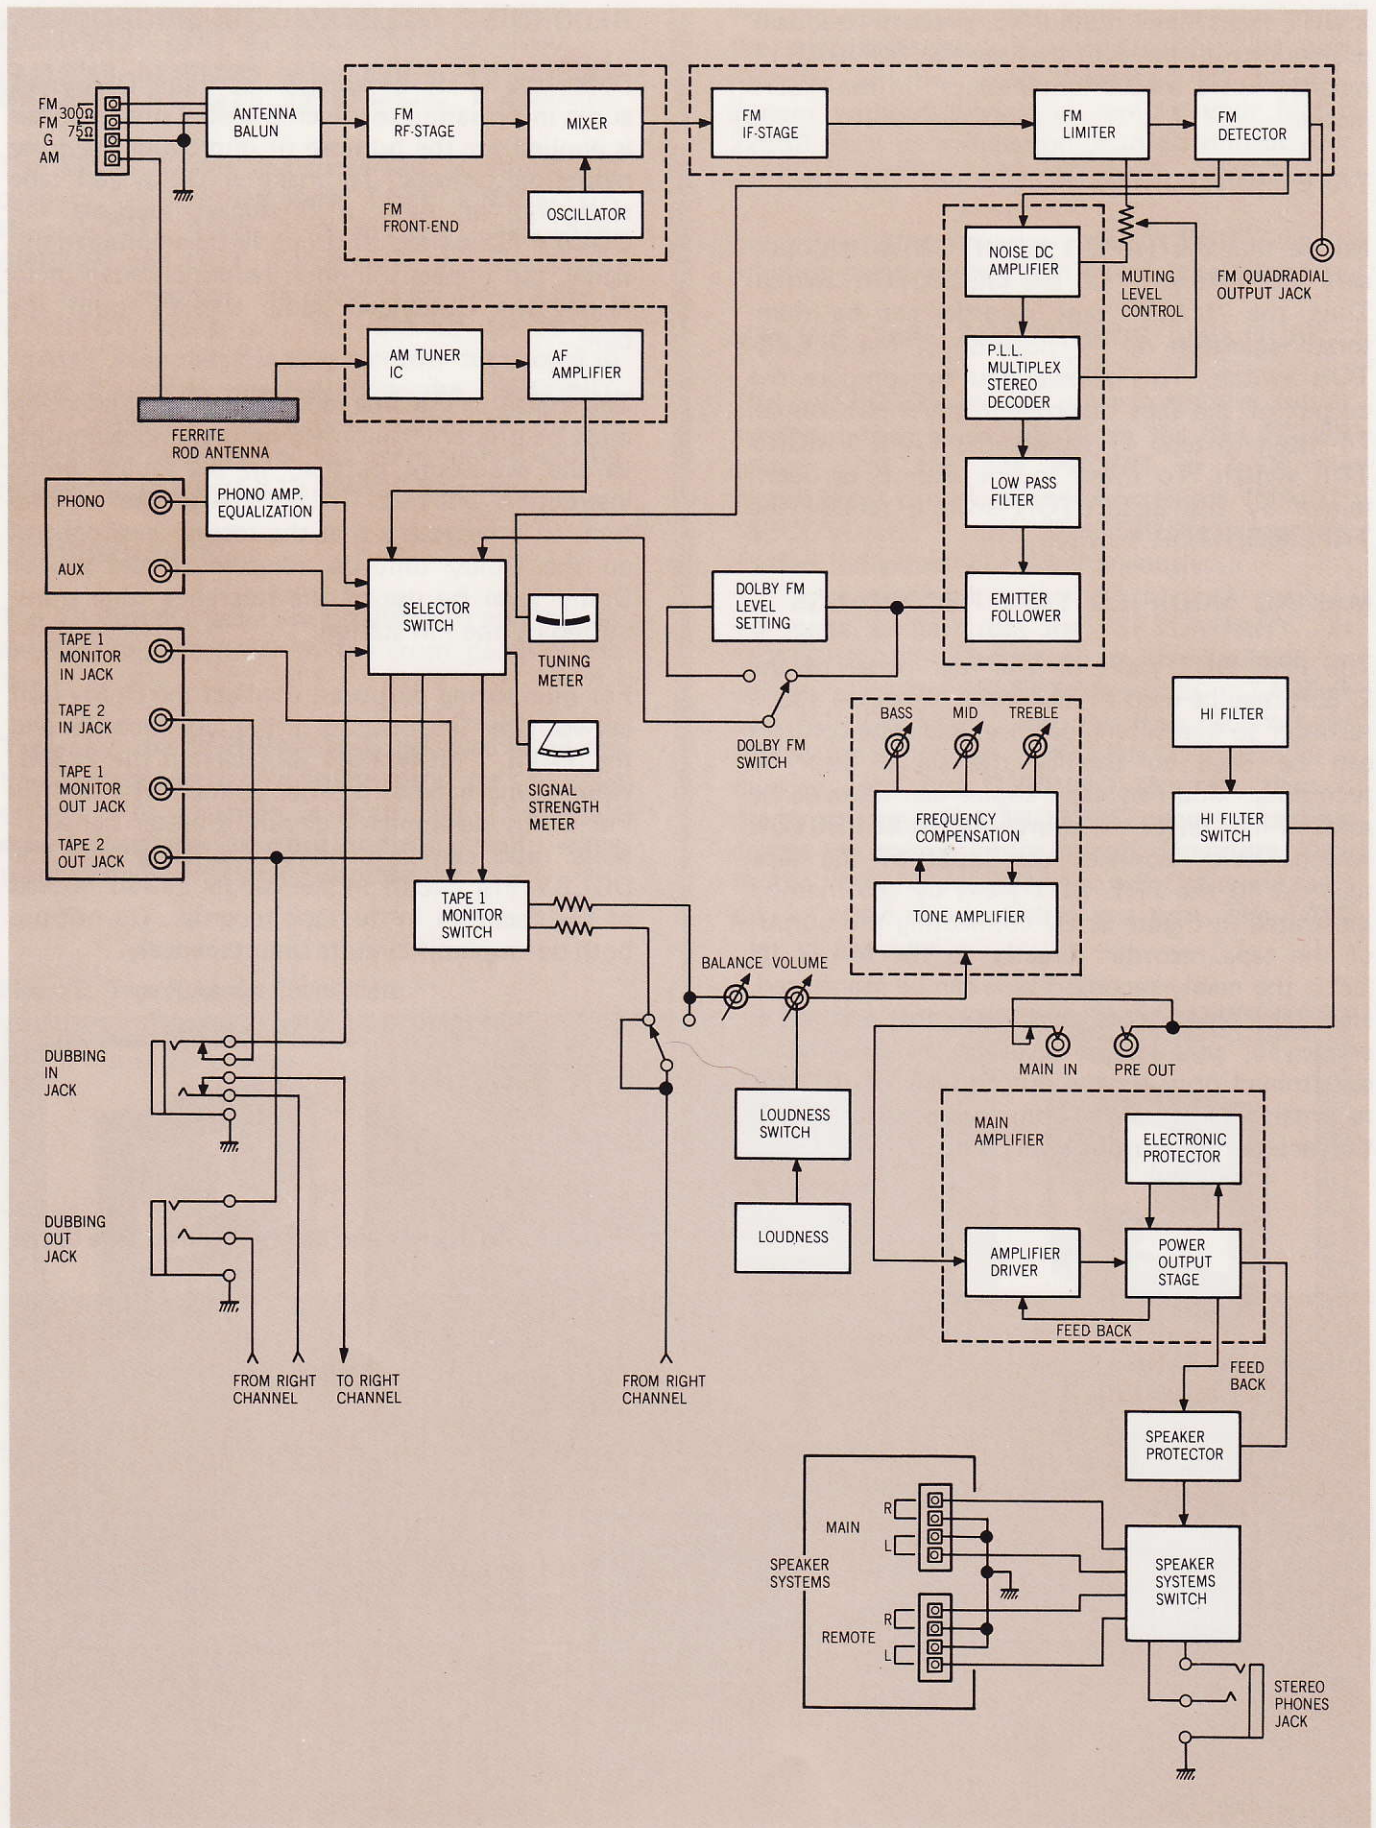 FM
300Ω
FM
75Ω
G
AM
ANTENNA
BALUN
FM
RF-STAGE
MIXER
OSCILLATOR
FM
FRONT-END
FM
IF-STAGE
FM
LIMITER
FM
DETECTOR
NOISE DC
AMPLIFIER
MUTING
LEVEL
CONTROL
FM QUADRADIAL
OUTPUT JACK
AM TUNER
IC
AF
AMPLIFIER
P.L.L.
MULTIPLEX
STEREO
DECODER
FERRITE
ROD ANTENNA
PHONO
PHONO AMP.
EQUALIZATION
LOW PASS
FILTER
AUX
SELECTOR
SWITCH
DOLBY FM
LEVEL
SETTING
EMITTER
FOLLOWER
TAPE 1
MONITOR
IN JACK
TUNING
METER
TAPE 2
IN JACK
DOLBY FM
SWITCH
BASS
MID
TREBLE
HI FILTER
TAPE 1
MONITOR
OUT JACK
SIGNAL
STRENGTH
METER
FREQUENCY
COMPENSATION
HI FILTER
SWITCH
TAPE 2
OUT JACK
TAPE 1
MONITOR
SWITCH
TONE AMPLIFIER
BALANCE VOLUME
DUBBING
IN
JACK
MAIN IN
PRE OUT
LOUDNESS
SWITCH
MAIN
AMPLIFIER
ELECTRONIC
PROTECTOR
DUBBING
OUT
JACK
LOUDNESS
AMPLIFIER
DRIVER
POWER
OUTPUT
STAGE
FEED BACK
FROM RIGHT
CHANNEL
TO RIGHT
CHANNEL
FROM RIGHT
CHANNEL
FEED
BACK
SPEAKER
PROTECTOR
R
MAIN
L
SPEAKER
SYSTEMS
SPEAKER
SYSTEMS
SWITCH
R
REMOTE
L
STEREO
PHONES
JACK